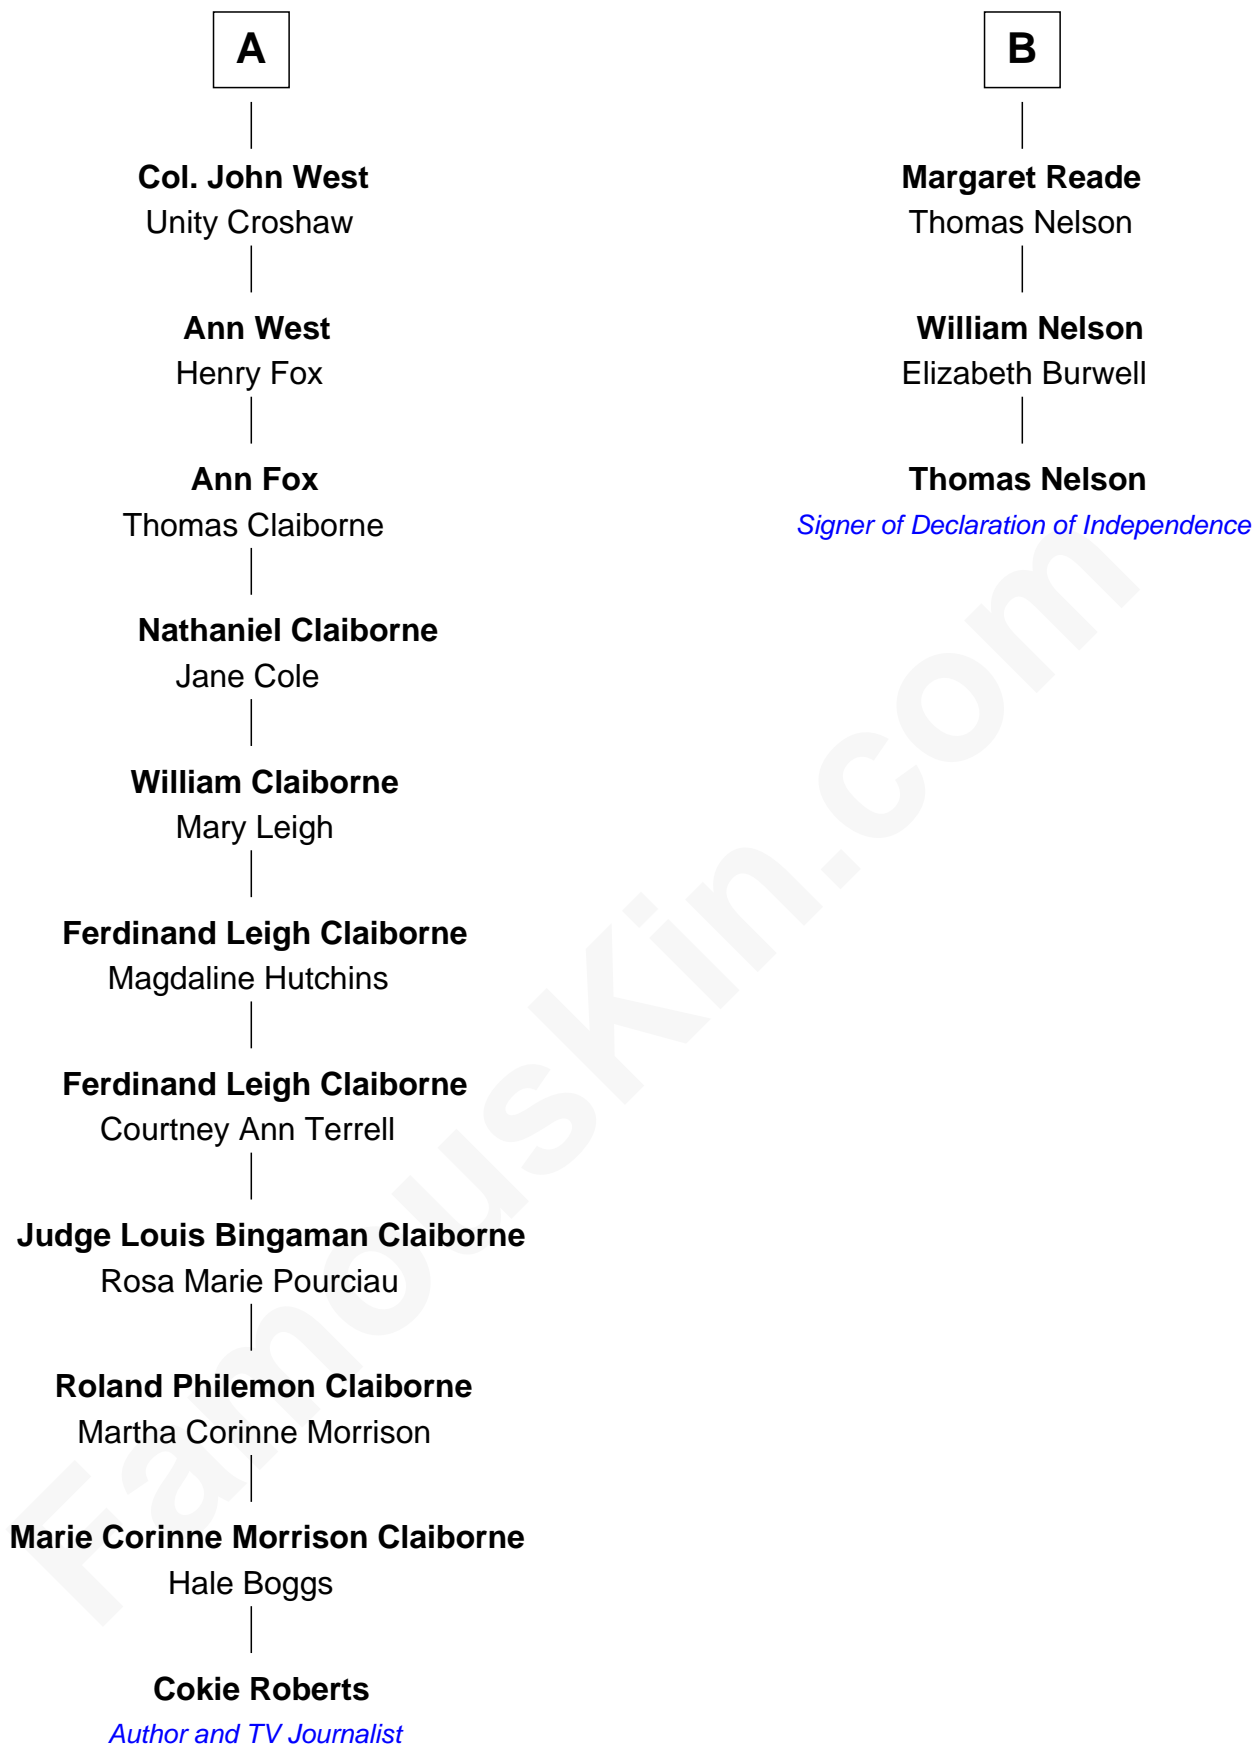 A
Col. John West
Unity Croshaw
Ann West
Henry Fox
Ann Fox
Thomas Claiborne
Nathaniel Claiborne
Jane Cole
William Claiborne
Mary Leigh
Ferdinand Leigh Claiborne
Magdaline Hutchins
Ferdinand Leigh Claiborne
Courtney Ann Terrell
Judge Louis Bingaman Claiborne
Rosa Marie Pourciau
Roland Philemon Claiborne
Martha Corinne Morrison
Marie Corinne Morrison Claiborne
Hale Boggs
Cokie Roberts
Author and TV Journalist
B
Margaret Reade
Thomas Nelson
William Nelson
Elizabeth Burwell
Thomas Nelson
Signer of Declaration of Independence
FamousKin.com